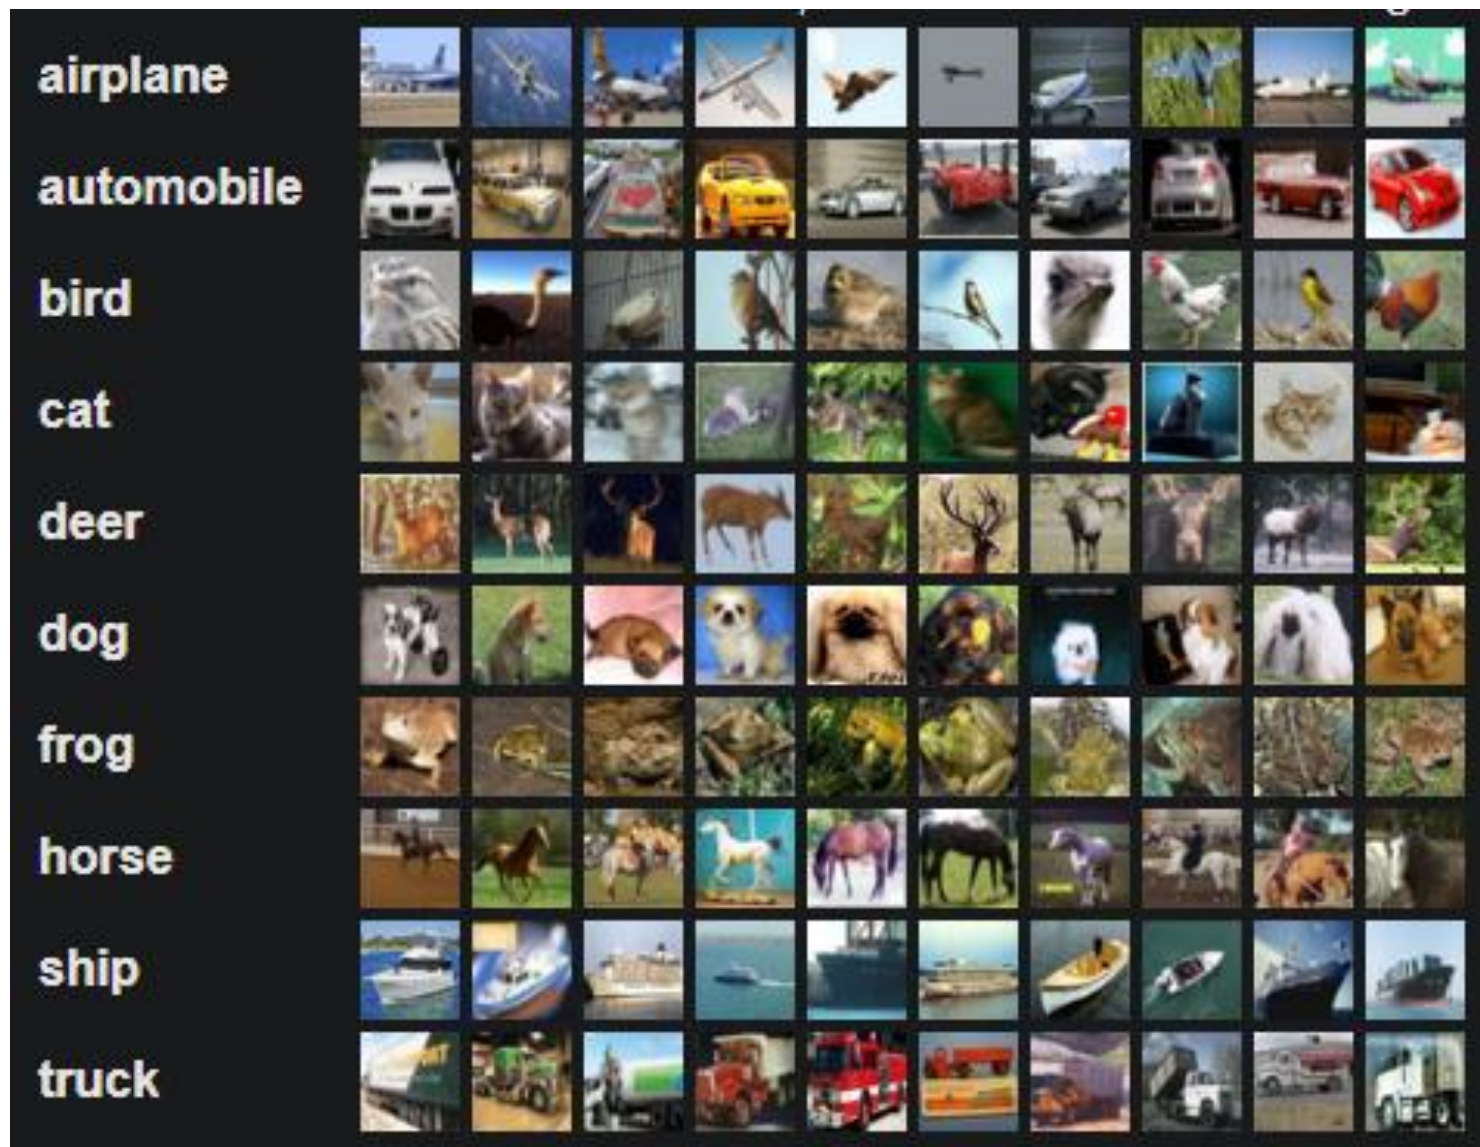 airplane
automobile
bird
cat
deer
dog
frog
horse
ship
truck